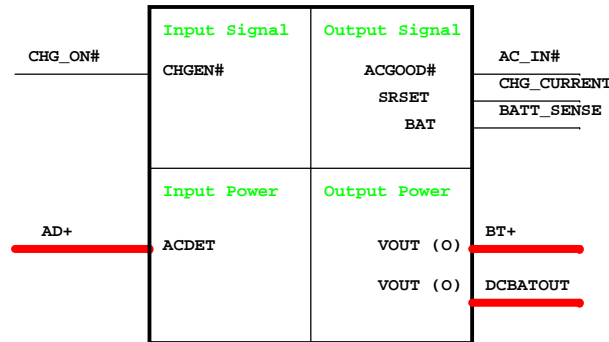 Input Signal Output Signal
CHG_ON# CHGEN# ACGOOD# AC_IN#
SRSET CHG_CURRENT
BAT BATT_SENSE
Input Power Output Power
AD+ ACDET VOUT (O) BT+
VOUT (O) DCBATOUT